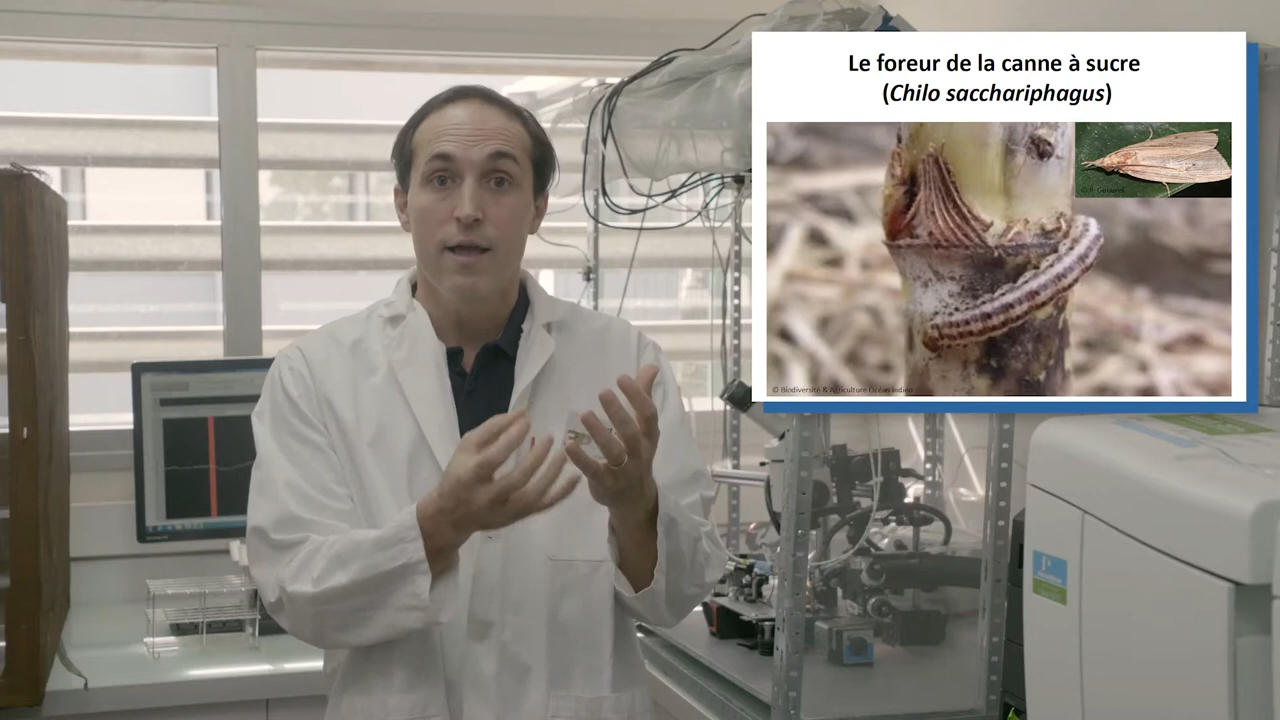 Le foreur de la canne à sucre
(Chilo sacchariphagus)
© Biodiversité & Agriculture Océan Indien